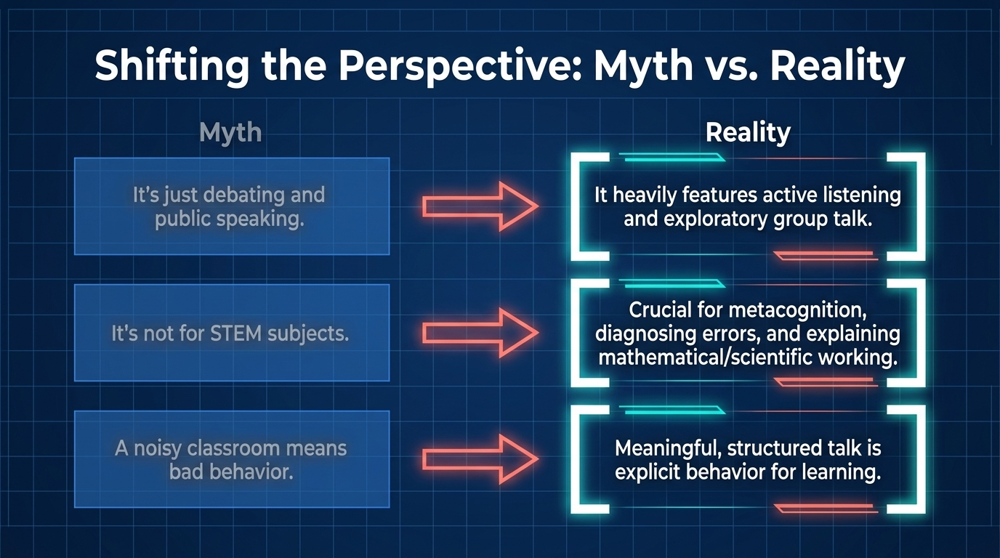 Shifting the Perspective: Myth vs. Reality
Myth
Reality
It's just debating and
public speaking.
It heavily features active listening
and exploratory group talk.
It's not for STEM subjects.
Crucial for metacognition,
diagnosing errors, and explaining
mathematical/scientific working.
A noisy classroom means
bad behavior.
Meaningful, structured talk is
explicit behavior for learning.